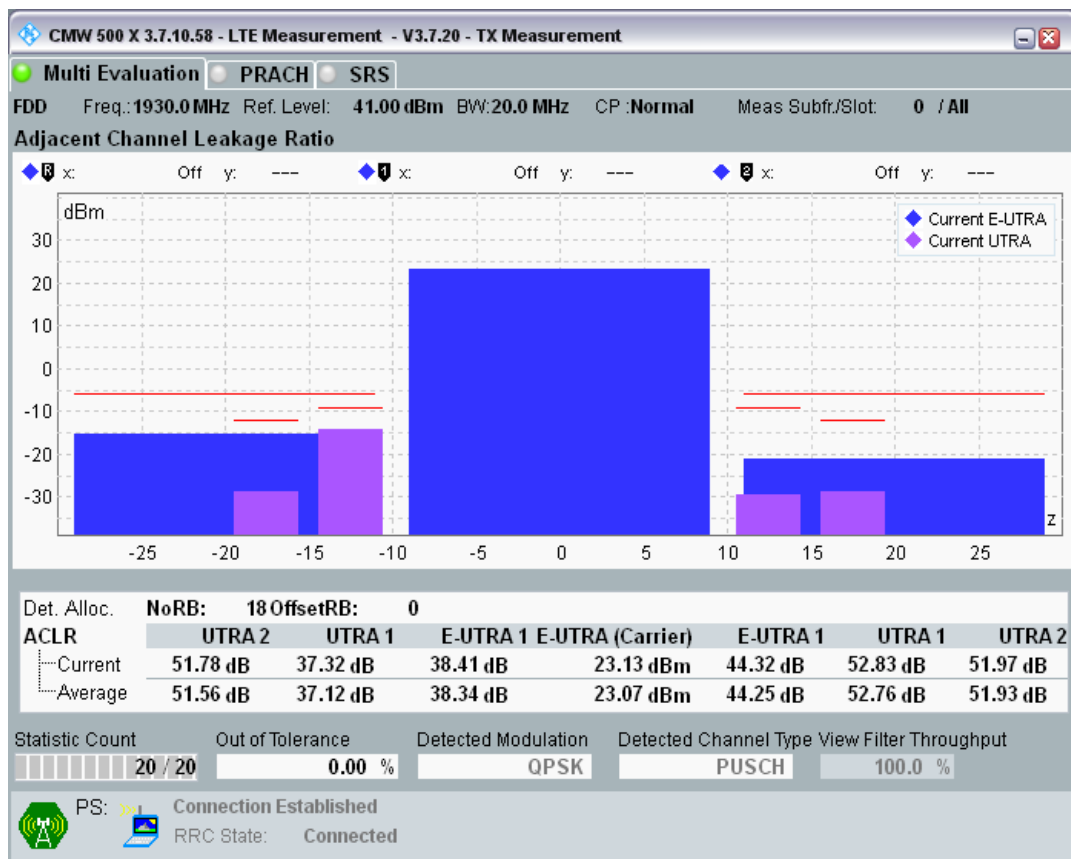 CMW 500 X 3.7.10.58 - LTE Measurement - V3.7.20 - TX Measurement
Multi Evaluation PRACH SRS
FDD Freq.:1930.0 MHz Ref. Level: 41.00 dBm BW:20.0 MHz CP :Normal Meas Subfr./Slot: 0 / All
Adjacent Channel Leakage Ratio
R x: Off y: --- 1 x: Off y: --- 2 x: Off y: ---
dBm
Current E-UTRA
Current UTRA
30
20
10
0
-10
-20
-30
z
-25 -20 -15 -10 -5 0 5 10 15 20 25
Det. Alloc. NoRB: 18 OffsetRB: 0
ACLR UTRA 2 UTRA 1 E-UTRA 1 E-UTRA (Carrier) E-UTRA 1 UTRA 1 UTRA 2
Current 51.78 dB 37.32 dB 38.41 dB 23.13 dBm 44.32 dB 52.83 dB 51.97 dB
Average 51.56 dB 37.12 dB 38.34 dB 23.07 dBm 44.25 dB 52.76 dB 51.93 dB
Statistic Count Out of Tolerance Detected Modulation Detected Channel Type View Filter Throughput
20 / 20 0.00 % QPSK PUSCH 100.0 %
PS: Connection Established
RRC State: Connected